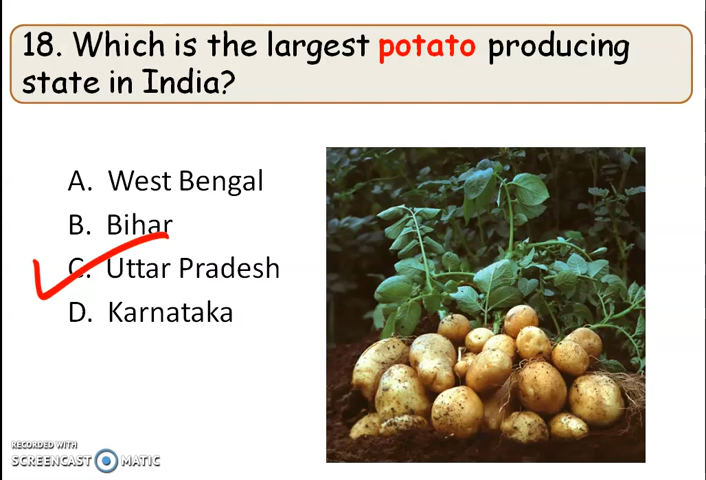 18. Which is the largest potato producing
state in India?
A. West Bengal
B. Bihar
C. Uttar Pradesh
D. Karnataka
RECORDED WITH
SCREENCAST MATIC